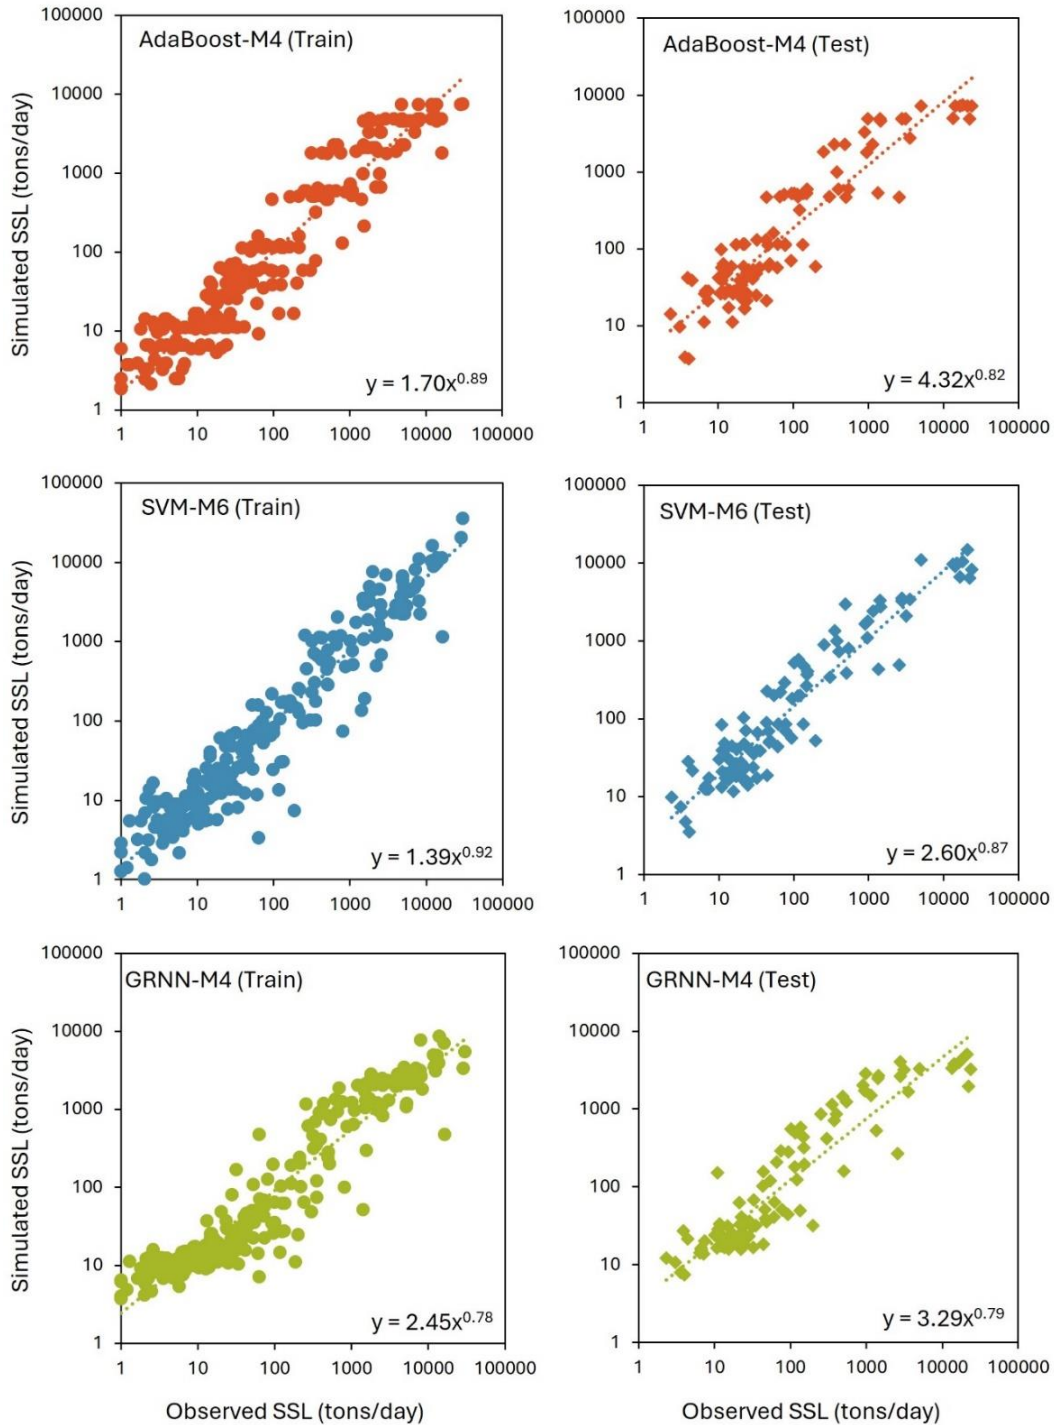 AdaBoost-M4 (Train)
Simulated SSL (tons/day)
100000
10000
1000
100
10
1
y = 1.70x^0.89
1 10 100 1000 10000 100000
AdaBoost-M4 (Test)
100000
10000
1000
100
10
1
y = 4.32x^0.82
1 10 100 1000 10000 100000
SVM-M6 (Train)
Simulated SSL (tons/day)
100000
10000
1000
100
10
1
y = 1.39x^0.92
1 10 100 1000 10000 100000
SVM-M6 (Test)
100000
10000
1000
100
10
1
y = 2.60x^0.87
1 10 100 1000 10000 100000
GRNN-M4 (Train)
Simulated SSL (tons/day)
100000
10000
1000
100
10
1
y = 2.45x^0.78
1 10 100 1000 10000 100000
Observed SSL (tons/day)
GRNN-M4 (Test)
100000
10000
1000
100
10
1
y = 3.29x^0.79
1 10 100 1000 10000 100000
Observed SSL (tons/day)